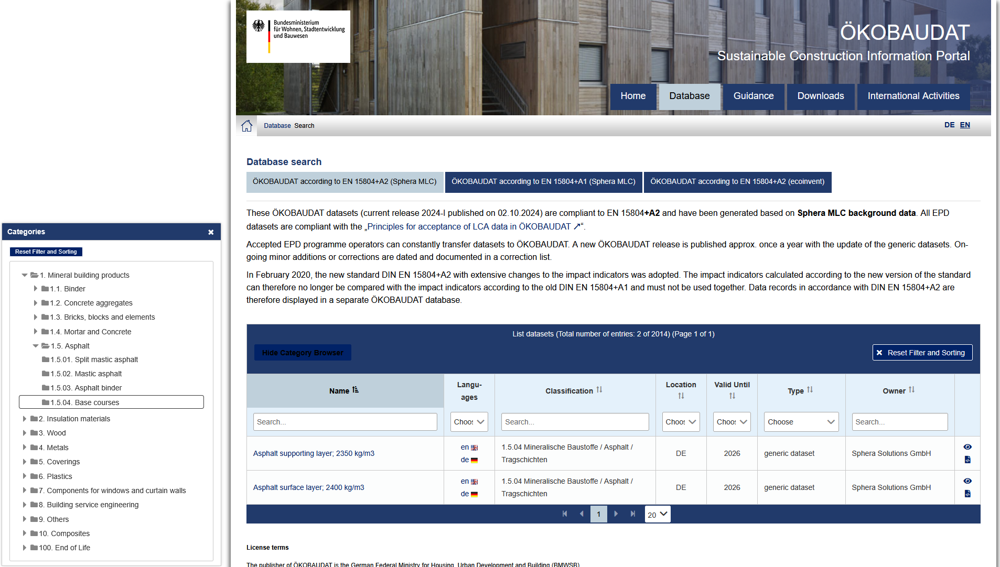 Bundesministerium
für Wohnen, Stadtentwicklung
und Bauwesen
ÖKOBAUDAT
Sustainable Construction Information Portal
Home
Database
Guidance
Downloads
International Activities
Database Search
DE EN
Database search
ÖKOBAUDAT according to EN 15804+A2 (Sphera MLC)
ÖKOBAUDAT according to EN 15804+A1 (Sphera MLC)
ÖKOBAUDAT according to EN 15804+A2 (ecoinvent)
These ÖKOBAUDAT datasets (current release 2024-I published on 02.10.2024) are compliant to EN 15804+A2 and have been generated based on Sphera MLC background data. All EPD
datasets are compliant with the „Principles for acceptance of LCA data in ÖKOBAUDAT ↗“.
Accepted EPD programme operators can constantly transfer datasets to ÖKOBAUDAT. A new ÖKOBAUDAT release is published approx. once a year with the update of the generic datasets. On-
going minor additions or corrections are dated and documented in a correction list.
In February 2020, the new standard DIN EN 15804+A2 with extensive changes to the impact indicators was adopted. The impact indicators calculated according to the new version of the standard
can therefore no longer be compared with the impact indicators according to the old DIN EN 15804+A1 and must not be used together. Data records in accordance with DIN EN 15804+A2 are
therefore displayed in a separate ÖKOBAUDAT database.
Categories
Reset Filter and Sorting
1. Mineral building products
1.1. Binder
1.2. Concrete aggregates
1.3. Bricks, blocks and elements
1.4. Mortar and Concrete
1.5. Asphalt
1.5.01. Split mastic asphalt
1.5.02. Mastic asphalt
1.5.03. Asphalt binder
1.5.04. Base courses
2. Insulation materials
3. Wood
4. Metals
5. Coverings
6. Plastics
7. Components for windows and curtain walls
8. Building service engineering
9. Others
10. Composites
100. End of Life
List datasets (Total number of entries: 2 of 2014) (Page 1 of 1)
Hide Category Browser
Reset Filter and Sorting
Name
Langu-
ages
Classification
Location
Valid Until
Type
Owner
Search...
Choo
Search...
Choo
Choo
Choose
Search...
Asphalt supporting layer; 2350 kg/m3
en
de
1.5.04 Mineralische Baustoffe / Asphalt /
Tragschichten
DE
2026
generic dataset
Sphera Solutions GmbH
Asphalt surface layer; 2400 kg/m3
en
de
1.5.04 Mineralische Baustoffe / Asphalt /
Tragschichten
DE
2026
generic dataset
Sphera Solutions GmbH
1
20
License terms
The publisher of ÖKOBAUDAT is the German Federal Ministry for Housing, Urban Development and Building (BMWSB)